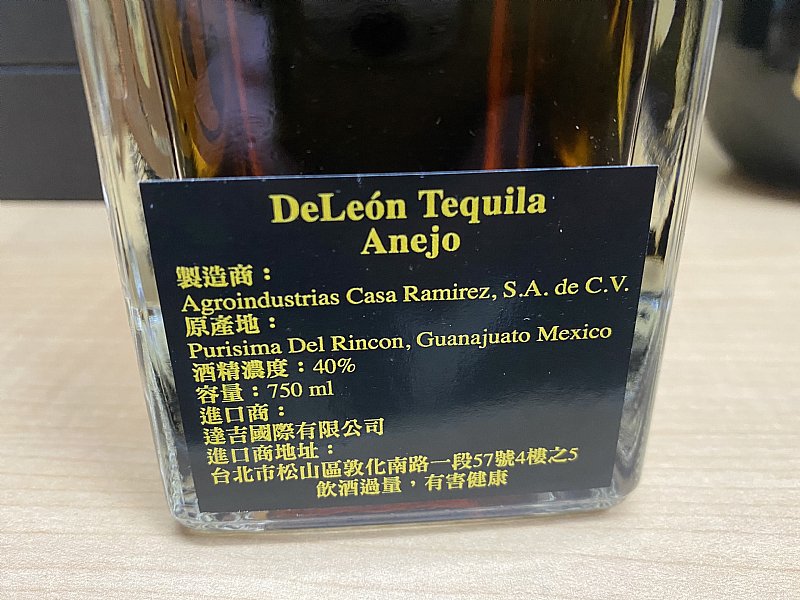 DeLeón Tequila
Anejo
製造商：
Agroindustrias Casa Ramirez, S.A. de C.V.
原產地：
Purisima Del Rincon, Guanajuato Mexico
酒精濃度：40%
容量：750 ml
進口商：
達吉國際有限公司
進口商地址：
台北市松山區敦化南路一段57號4樓之5
飲酒過量，有害健康